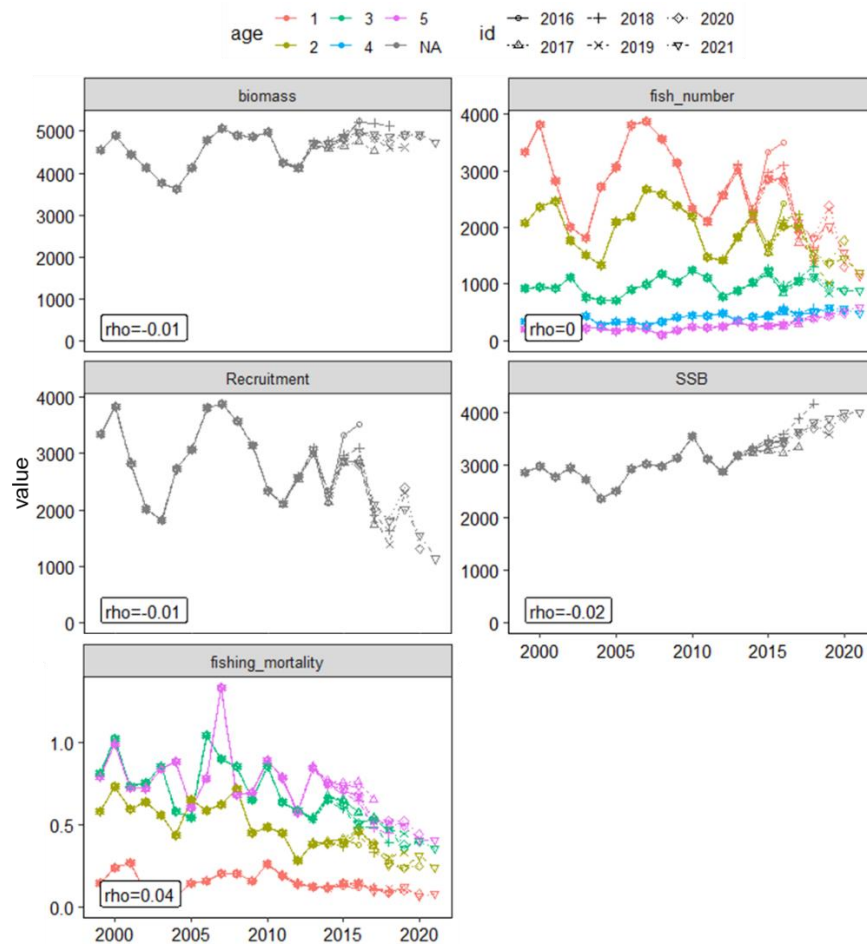 age 1 3 5 id 2016 2018 2020
2 4 NA 2017 2019 2021
biomass fish_number
5000
4000
3000
2000
1000
0
rho=-0.01
4000
3000
2000
1000
0
rho=0
Recruitment SSB
value
4000
3000
2000
1000
0
rho=-0.01
4000
3000
2000
1000
0
rho=-0.02
2000 2005 2010 2015 2020
fishing_mortality
1.0
0.5
0.0
rho=0.04
2000 2005 2010 2015 2020